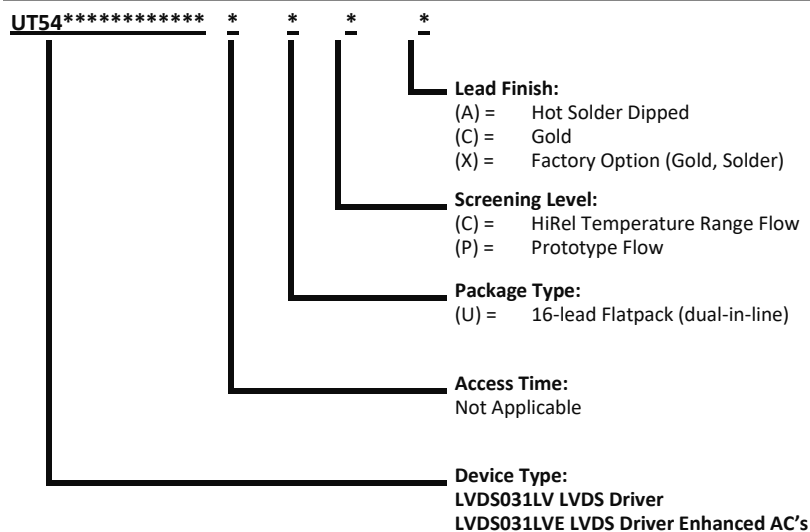 UT54************ * * * *
Lead Finish:
(A) = Hot Solder Dipped
(C) = Gold
(X) = Factory Option (Gold, Solder)
Screening Level:
(C) = HiRel Temperature Range Flow
(P) = Prototype Flow
Package Type:
(U) = 16-lead Flatpack (dual-in-line)
Access Time:
Not Applicable
Device Type:
LVDS031LV LVDS Driver
LVDS031LVE LVDS Driver Enhanced AC’s